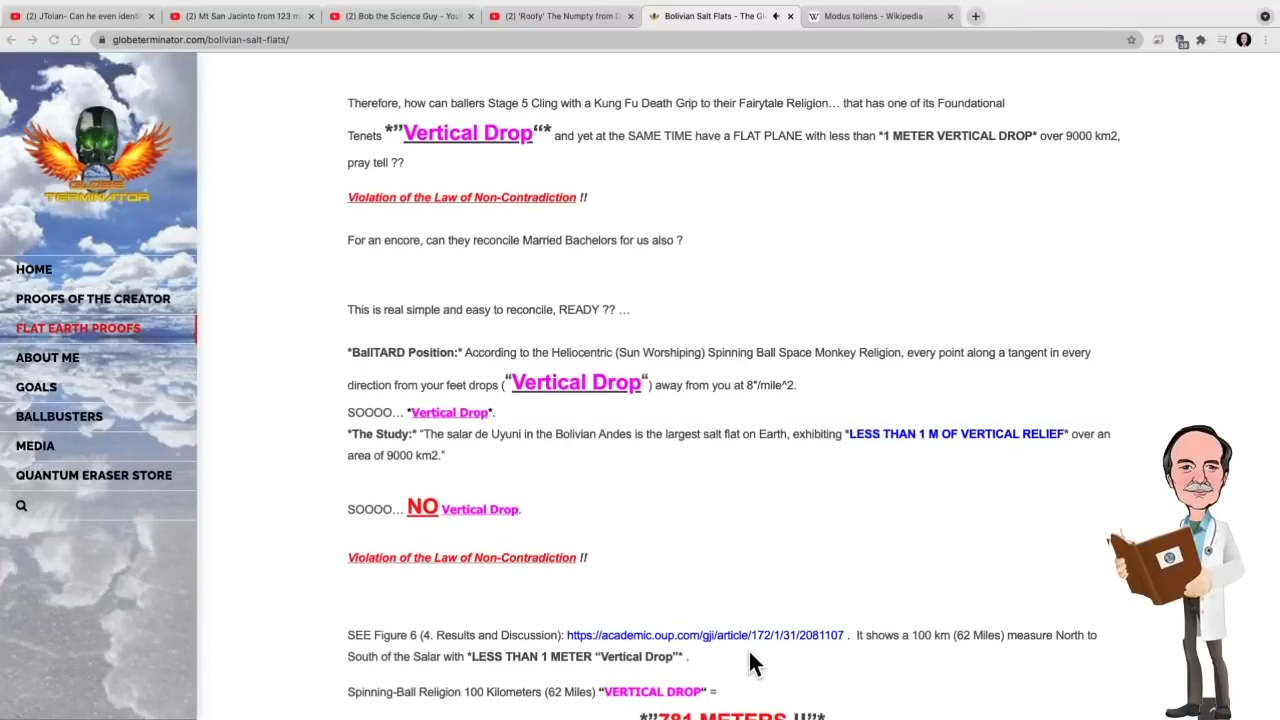 (2) JTolan- Can he even identi
(2) Mt San Jacinto from 123 m
(2) Bob the Science Guy - You
(2) 'Roofy' The Numpty from D
Bolivian Salt Flats - The Gl
Modus tollens - Wikipedia
globeterminator.com/bolivian-salt-flats/
GLOBE
TERMINATOR
HOME
PROOFS OF THE CREATOR
FLAT EARTH PROOFS
ABOUT ME
GOALS
BALLBUSTERS
MEDIA
QUANTUM ERASER STORE
Therefore, how can ballers Stage 5 Cling with a Kung Fu Death Grip to their Fairytale Religion… that has one of its Foundational
Tenets *”Vertical Drop“* and yet at the SAME TIME have a FLAT PLANE with less than *1 METER VERTICAL DROP* over 9000 km2,
pray tell ??
Violation of the Law of Non-Contradiction !!
For an encore, can they reconcile Married Bachelors for us also ?
This is real simple and easy to reconcile, READY ?? …
*BallTARD Position:* According to the Heliocentric (Sun Worshiping) Spinning Ball Space Monkey Religion, every point along a tangent in every
direction from your feet drops (“Vertical Drop“) away from you at 8″/mile^2.
SOOOO… *Vertical Drop*.
*The Study:* “The salar de Uyuni in the Bolivian Andes is the largest salt flat on Earth, exhibiting *LESS THAN 1 M OF VERTICAL RELIEF* over an
area of 9000 km2.”
SOOOO… NO Vertical Drop.
Violation of the Law of Non-Contradiction !!
SEE Figure 6 (4. Results and Discussion): https://academic.oup.com/gji/article/172/1/31/2081107 . It shows a 100 km (62 Miles) measure North to
South of the Salar with *LESS THAN 1 METER “Vertical Drop”* .
Spinning-Ball Religion 100 Kilometers (62 Miles) “VERTICAL DROP“ =
*”781 METERS !!”*